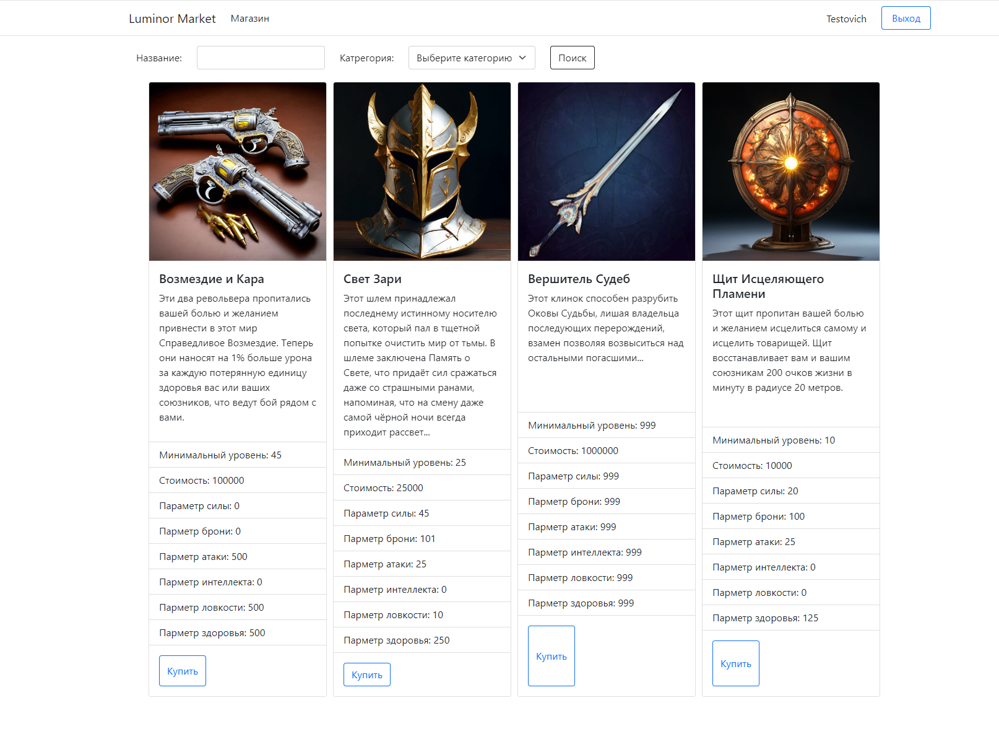 Luminor Market
Магазин
Testovich
Выход
Название:
Катрегория:
Выберите категорию
Поиск
Возмездие и Кара
Эти два револьвера пропитались
вашей болью и желанием
привнести в этот мир
Справедливое Возмездие. Теперь
они наносят на 1% больше урона
за каждую потерянную единицу
здоровья вас или ваших
союзников, что ведут бой рядом с
вами.
Минимальный уровень: 45
Стоимость: 100000
Параметр силы: 0
Парметр брони: 0
Парметр атаки: 500
Парметр интеллекта: 0
Парметр ловкости: 500
Парметр здоровья: 500
Купить
Свет Зари
Этот шлем принадлежал
последнему истинному носителю
света, который пал в тщетной
попытке очистить мир от тьмы. В
шлеме заключена Память о
Свете, что придаёт сил сражаться
даже со страшными ранами,
напоминая, что на смену даже
самой чёрной ночи всегда
приходит рассвет...
Минимальный уровень: 25
Стоимость: 25000
Параметр силы: 45
Парметр брони: 101
Парметр атаки: 25
Парметр интеллекта: 0
Парметр ловкости: 10
Парметр здоровья: 250
Купить
Вершитель Судеб
Этот клинок способен разрубить
Оковы Судьбы, лишая владельца
последующих перерождений,
взамен позволяя возвыситься над
остальными погасшими...
Минимальный уровень: 999
Стоимость: 1000000
Параметр силы: 999
Парметр брони: 999
Парметр атаки: 999
Парметр интеллекта: 999
Парметр ловкости: 999
Парметр здоровья: 999
Купить
Щит Исцеляющего
Пламени
Этот щит пропитан вашей болью
и желанием исцелиться самому и
исцелить товарищей. Щит
восстанавливает вам и вашим
союзникам 200 очков жизни в
минуту в радиусе 20 метров.
Минимальный уровень: 10
Стоимость: 10000
Параметр силы: 20
Парметр брони: 100
Парметр атаки: 25
Парметр интеллекта: 0
Парметр ловкости: 0
Парметр здоровья: 125
Купить